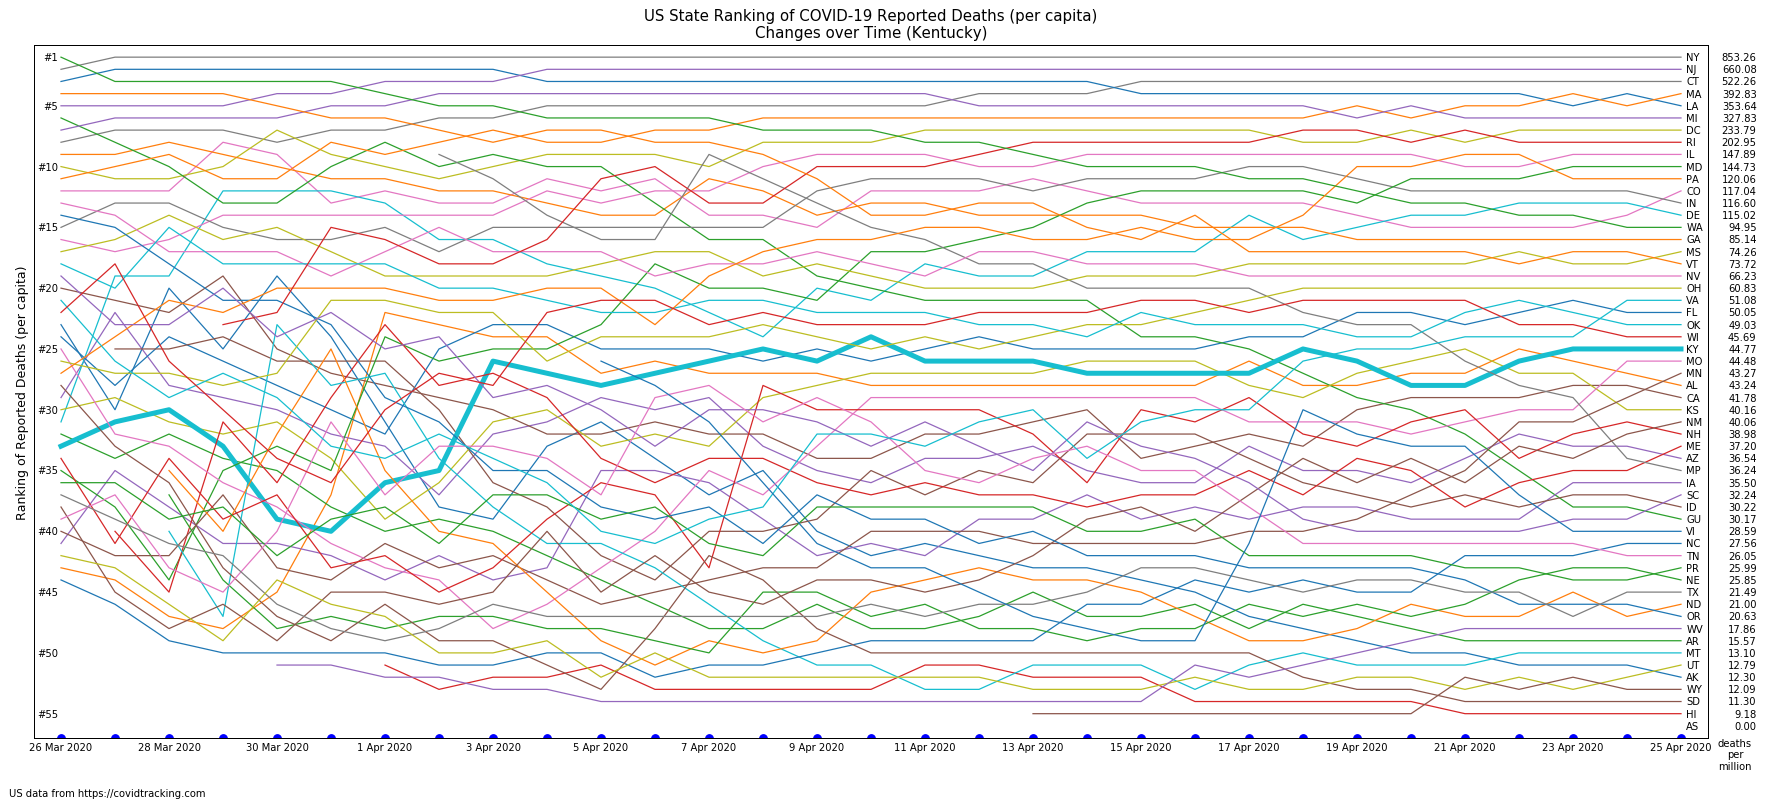 US State Ranking of COVID-19 Reported Deaths (per capita)
Changes over Time (Kentucky)
Ranking of Reported Deaths (per capita)
#1
#5
#10
#15
#20
#25
#30
#35
#40
#45
#50
#55
NY 853.26
NJ 660.08
CT 522.26
MA 392.83
LA 353.64
MI 327.83
DC 233.79
RI 202.95
IL 147.89
MD 144.73
PA 120.06
CO 117.04
IN 116.60
DE 115.02
WA 94.95
GA 85.14
MS 74.26
VT 73.72
NV 66.23
OH 60.83
VA 51.08
FL 50.05
OK 49.03
WI 45.69
KY 44.77
MO 44.48
MN 43.27
AL 43.24
CA 41.78
KS 40.16
NM 40.06
NH 38.98
ME 37.20
AZ 36.54
MP 36.24
IA 35.50
SC 32.24
ID 30.22
GU 30.17
VI 28.59
NC 27.56
TN 26.05
PR 25.99
NE 25.85
TX 21.49
ND 21.00
OR 20.63
WV 17.86
AR 15.57
MT 13.10
UT 12.79
AK 12.30
WY 12.09
SD 11.30
HI 9.18
AS 0.00
26 Mar 2020 28 Mar 2020 30 Mar 2020 1 Apr 2020 3 Apr 2020 5 Apr 2020 7 Apr 2020 9 Apr 2020 11 Apr 2020 13 Apr 2020 15 Apr 2020 17 Apr 2020 19 Apr 2020 21 Apr 2020 23 Apr 2020 25 Apr 2020
deaths
per
million
US data from https://covidtracking.com